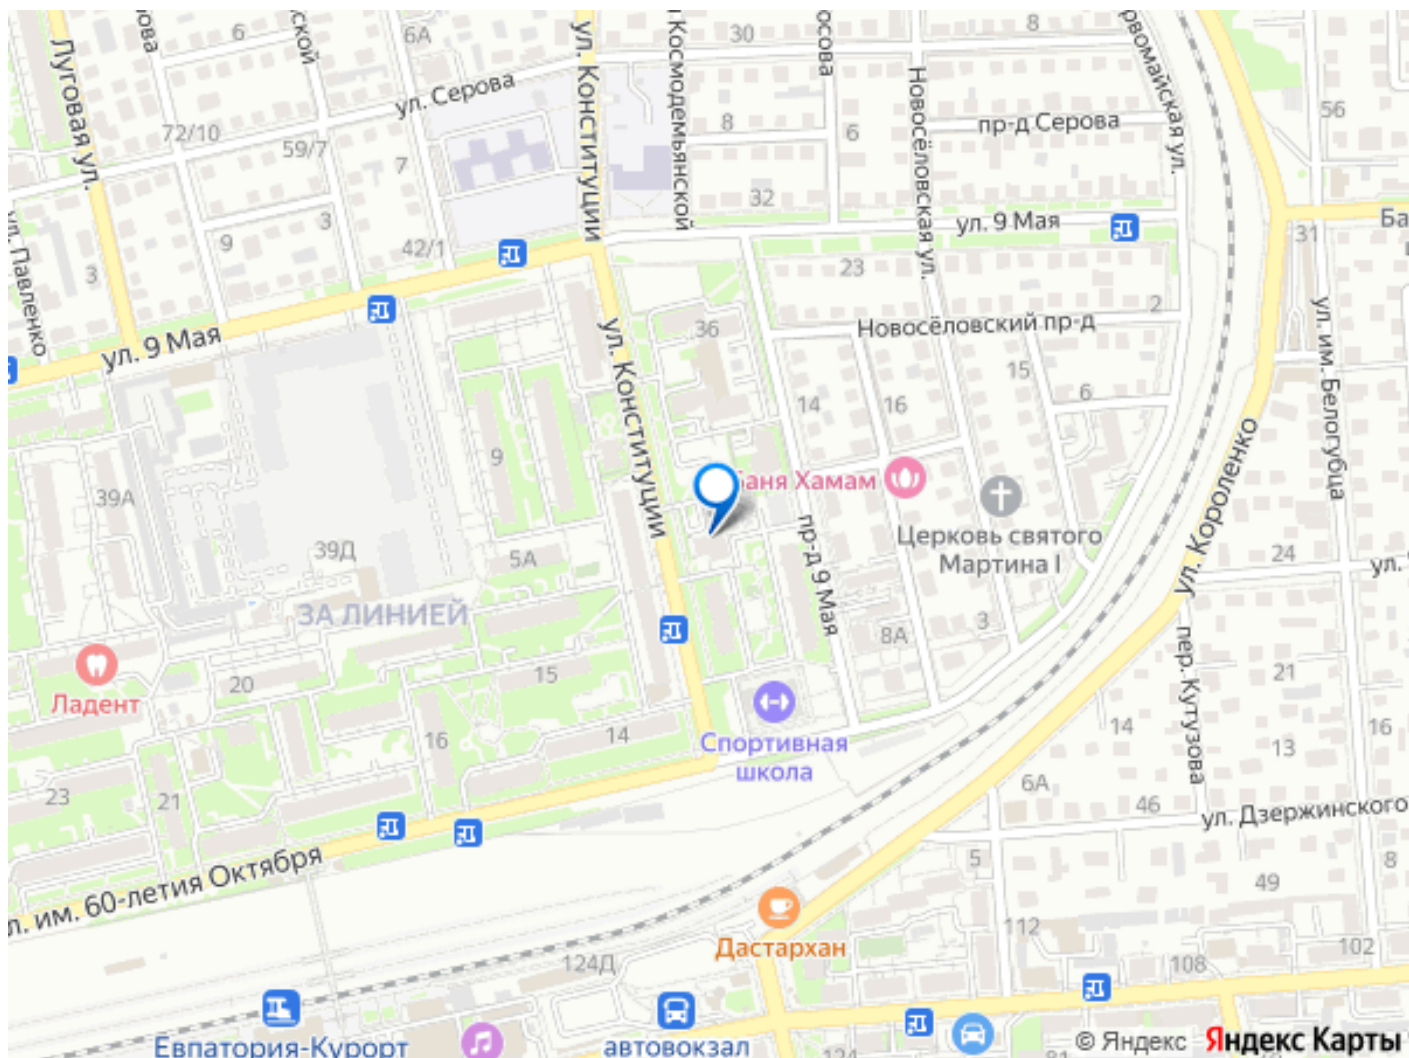 6
6А
30
8
Луговая ул.
ской
ул. Конституции
Космодемьянской
Новосёловская ул.
рвомайская ул.
ул. Серова
72/10
59/7
7
8
6
пр-д Серова
56
32
ул. 9 Мая
ул. Павленко
3
9
3
42/1
23
31
Ба
2
ул. 9 Мая
36
Новосёловский пр-д
ул. Конституции
15
6
14
16
ул. им. Белогубца
ул. Короленко
9
39А
Баня Хамам
Церковь святого
Мартина I
39Д
5А
пр-д 9 Мая
24
ул.
ЗА ЛИНИЕЙ
8А
3
пер. Кутузова
Ладент
20
15
21
16
14
Спортивная
школа
14
13
16
23
21
6А
46
ул. Дзержинского
л. им. 60-летия Октября
5
49
8
Дастархан
112
102
124Д
108
Евпатория-Курорт
автовокзал
124
81
© Яндекс
Яндекс Карты